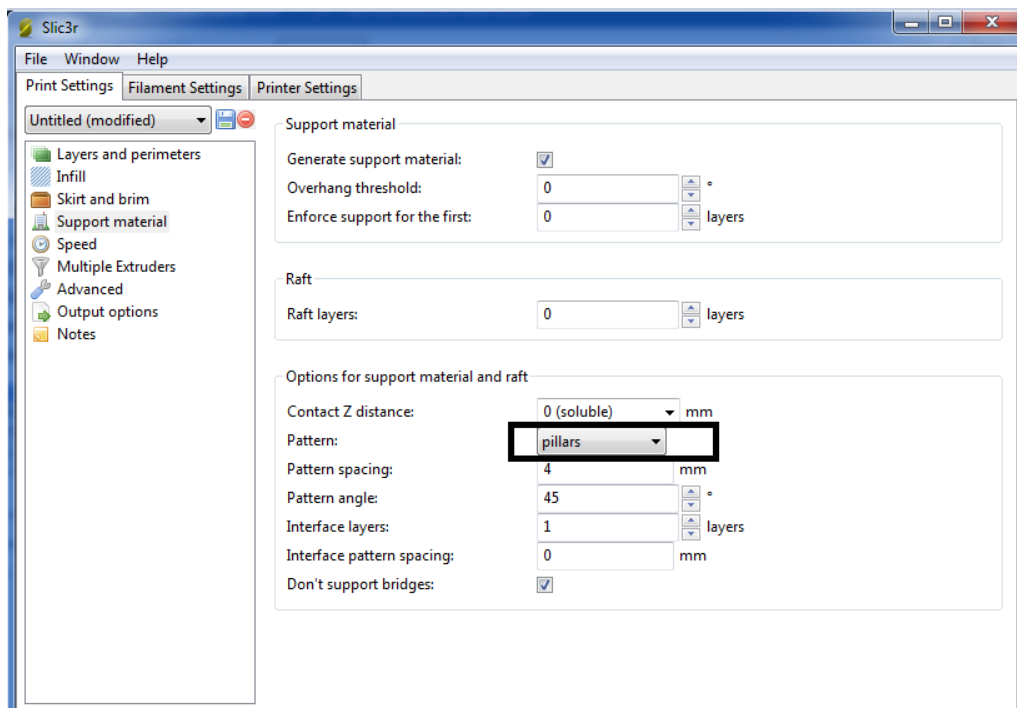 Slic3r
File Window Help
Print Settings Filament Settings Printer Settings
Untitled (modified)
Layers and perimeters
Infill
Skirt and brim
Support material
Speed
Multiple Extruders
Advanced
Output options
Notes
Support material
Generate support material:
Overhang threshold: 0 °
Enforce support for the first: 0 layers
Raft
Raft layers: 0 layers
Options for support material and raft
Contact Z distance: 0 (soluble) mm
Pattern: pillars
Pattern spacing: 4 mm
Pattern angle: 45 °
Interface layers: 1 layers
Interface pattern spacing: 0 mm
Don't support bridges: